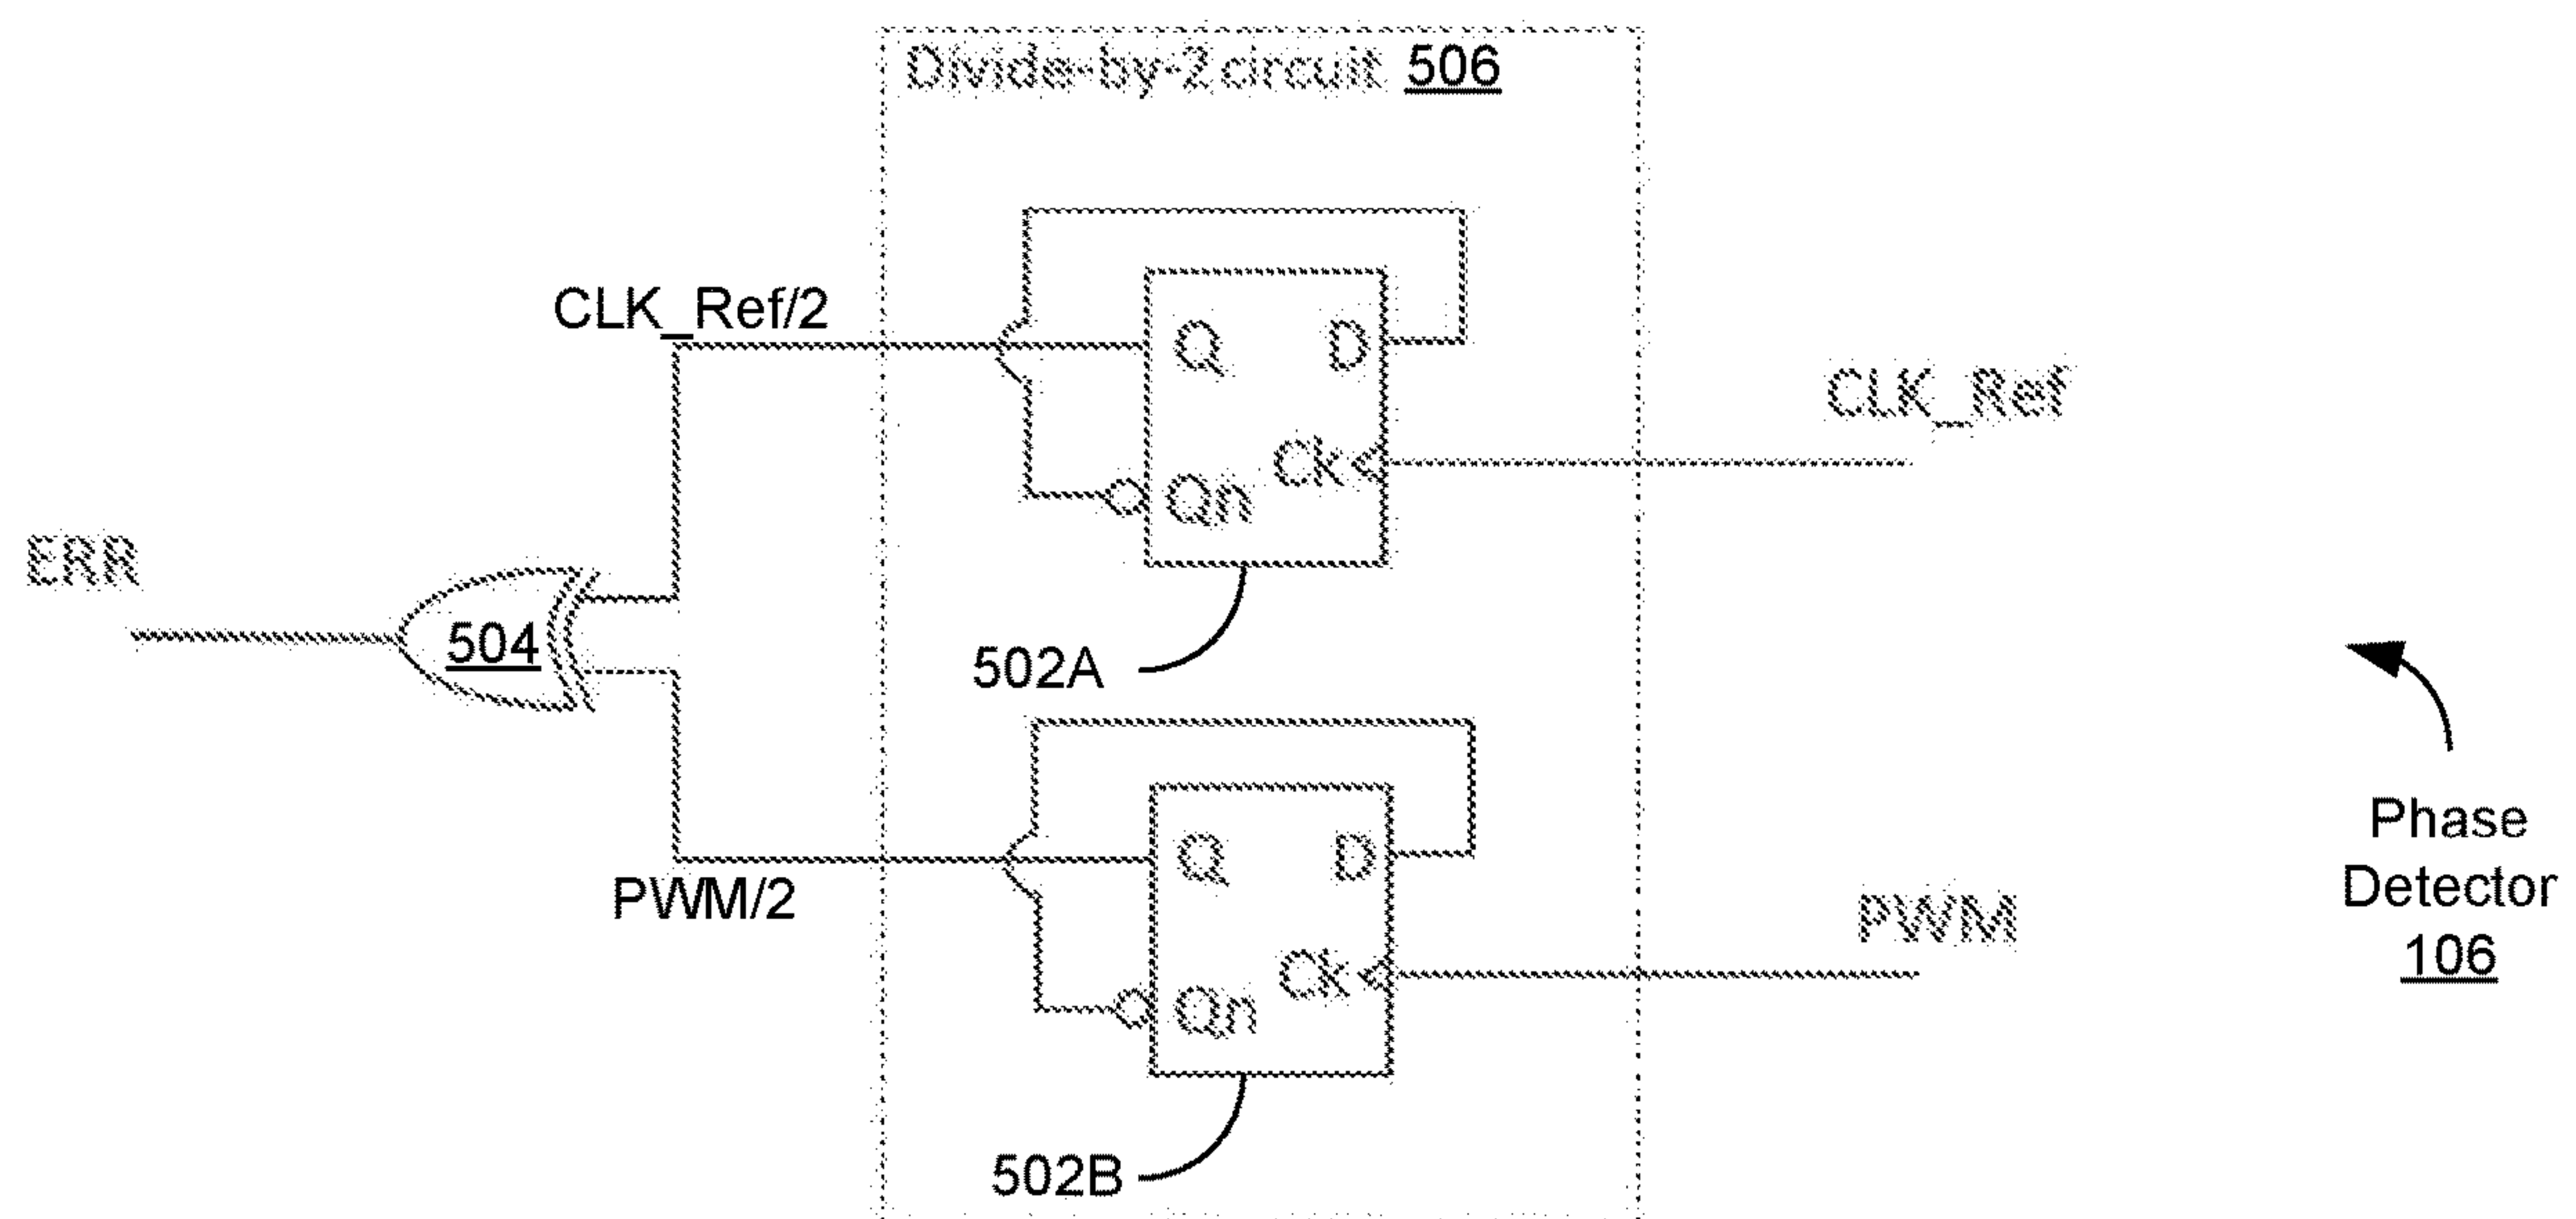 Divide-by-2 circuit 506
CLK_Ref/2
Q D
CLK_Ref
Ck
Qn
ERR
504
502A
Phase
Detector
106
Q D
PWM/2
PWM
Ck
Qn
502B